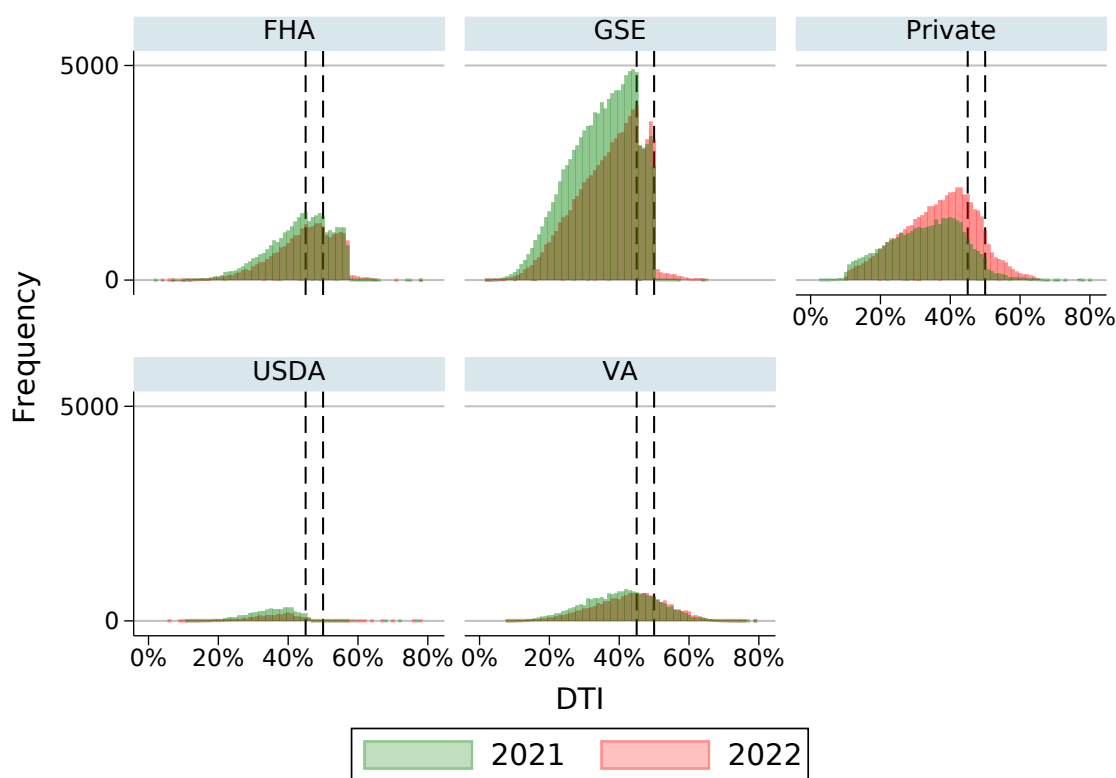 FHA GSE Private
5000
0
0% 20% 40% 60% 80%
USDA VA
5000
0
0% 20% 40% 60% 80% 0% 20% 40% 60% 80%
Frequency
DTI
2021 2022